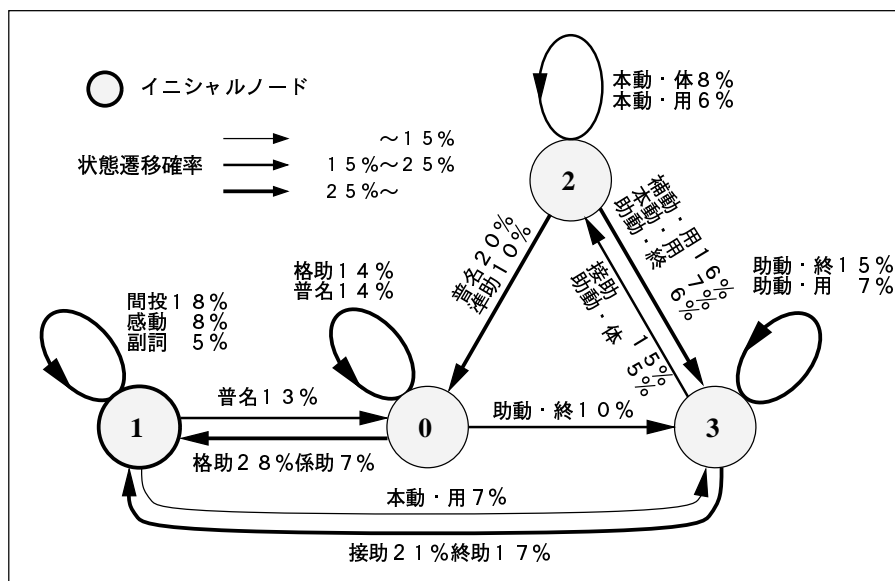 イニシャルノード
状態遷移確率
～１５％
１５％～２５％
２５％～
本動・体８％
本動・用６％
2
普名２０％
準助１０％
補動・用１６％
本動・用　７％
助動・終　６％
接助　１５％
助動・体　５％
助動・終１５％
助動・用　７％
格助１４％
普名１４％
間投１８％
感動　８％
副詞　５％
1
普名１３％
0
助動・終１０％
3
格助２８％係助７％
本動・用７％
接助２１％終助１７％